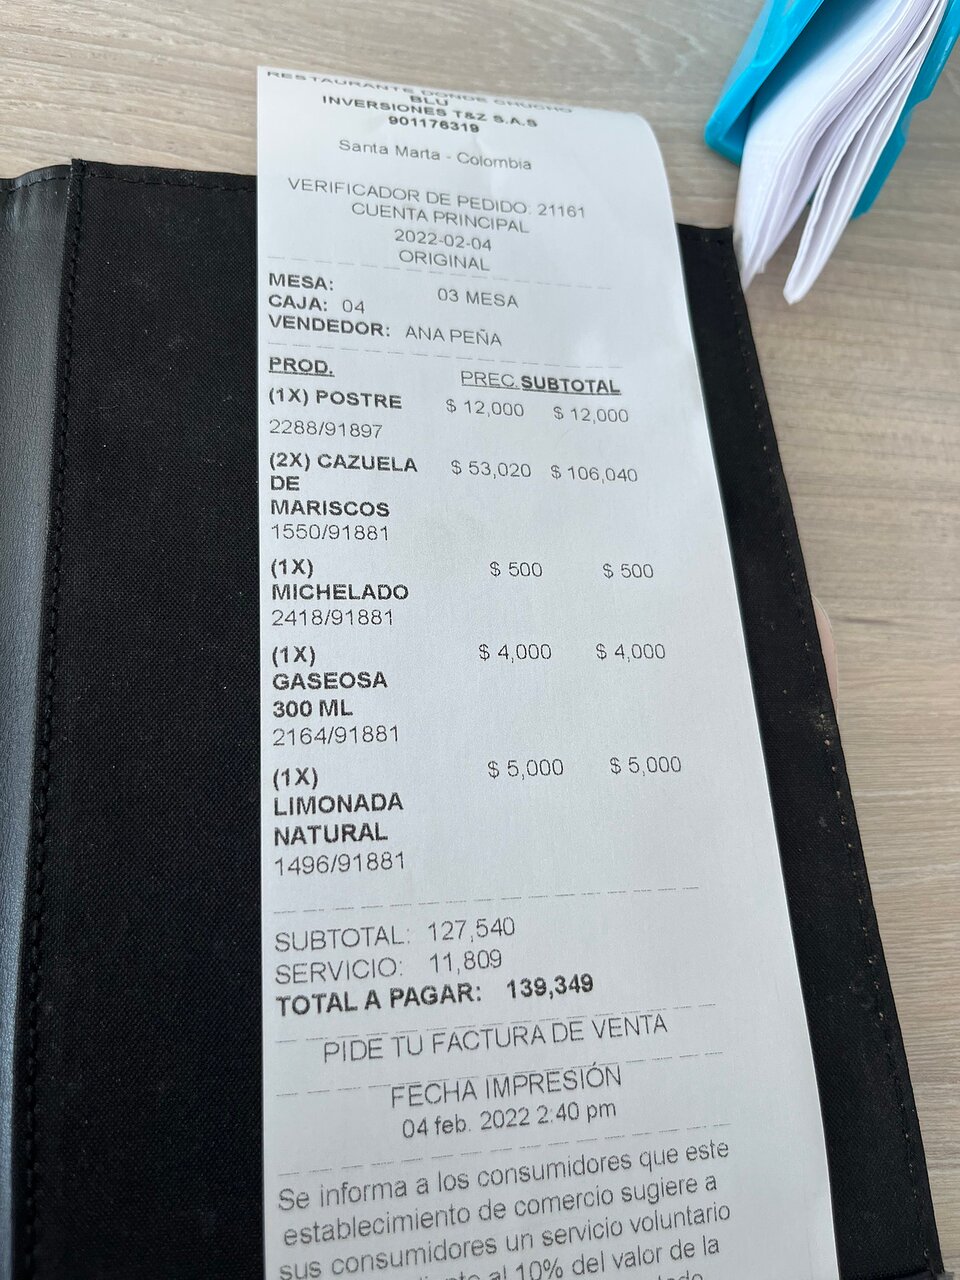 RESTAURANTE DONDE CHUCHO
BLU
INVERSIONES T&Z S.A.S
901176319
Santa Marta - Colombia
VERIFICADOR DE PEDIDO: 21161
CUENTA PRINCIPAL
2022-02-04
ORIGINAL
MESA: 03 MESA
CAJA: 04
VENDEDOR: ANA PEÑA
PROD. PREC. SUBTOTAL
(1X) POSTRE $ 12,000 $ 12,000
2288/91897
(2X) CAZUELA $ 53,020 $ 106,040
DE
MARISCOS
1550/91881
(1X) $ 500 $ 500
MICHELADO
2418/91881
(1X) $ 4,000 $ 4,000
GASEOSA
300 ML
2164/91881
(1X) $ 5,000 $ 5,000
LIMONADA
NATURAL
1496/91881
SUBTOTAL: 127,540
SERVICIO: 11,809
TOTAL A PAGAR: 139,349
PIDE TU FACTURA DE VENTA
FECHA IMPRESIÓN
04 feb. 2022 2:40 pm
Se informa a los consumidores que este
establecimiento de comercio sugiere a
sus consumidores un servicio voluntario
al 10% del valor de la